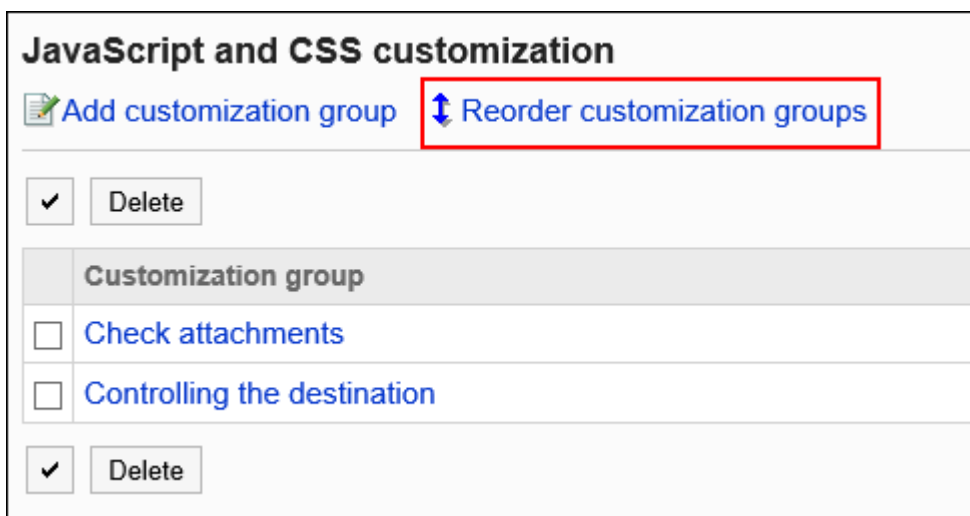 JavaScript and CSS customization
Add customization group Reorder customization groups
Delete
Customization group
Check attachments
Controlling the destination
Delete